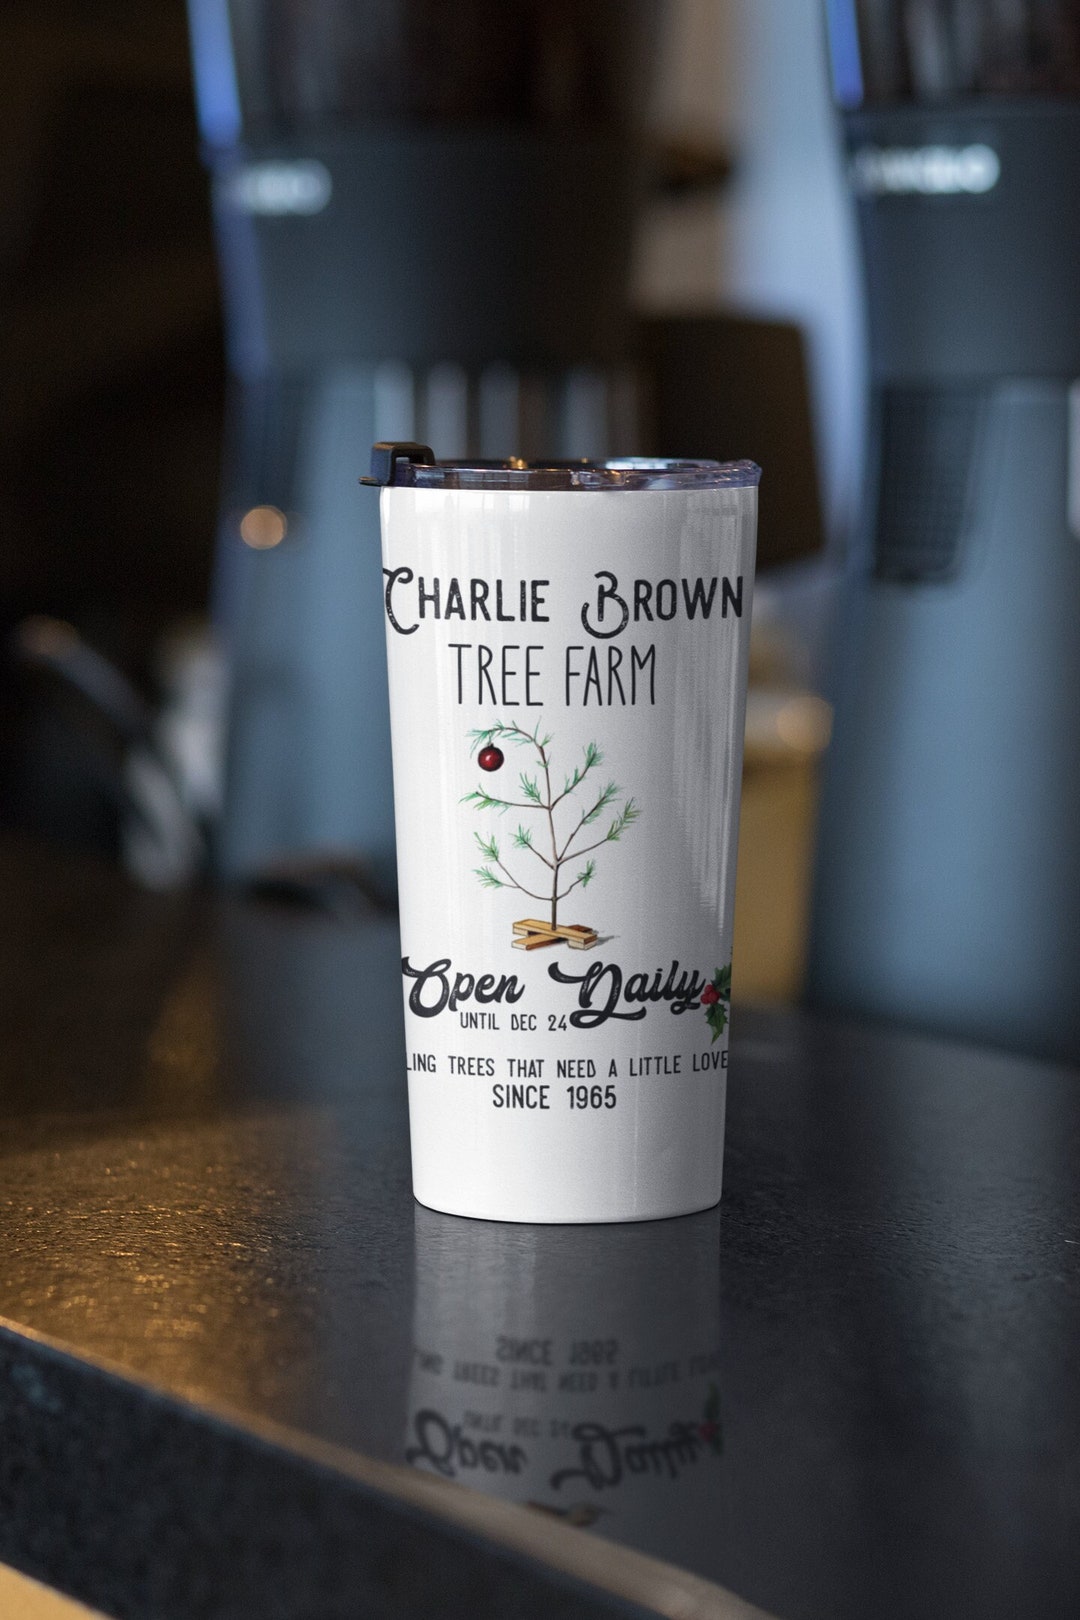 CHARLIE BROWN
TREE FARM
Open Daily
UNTIL DEC 24
LING TREES THAT NEED A LITTLE LOVE
SINCE 1965